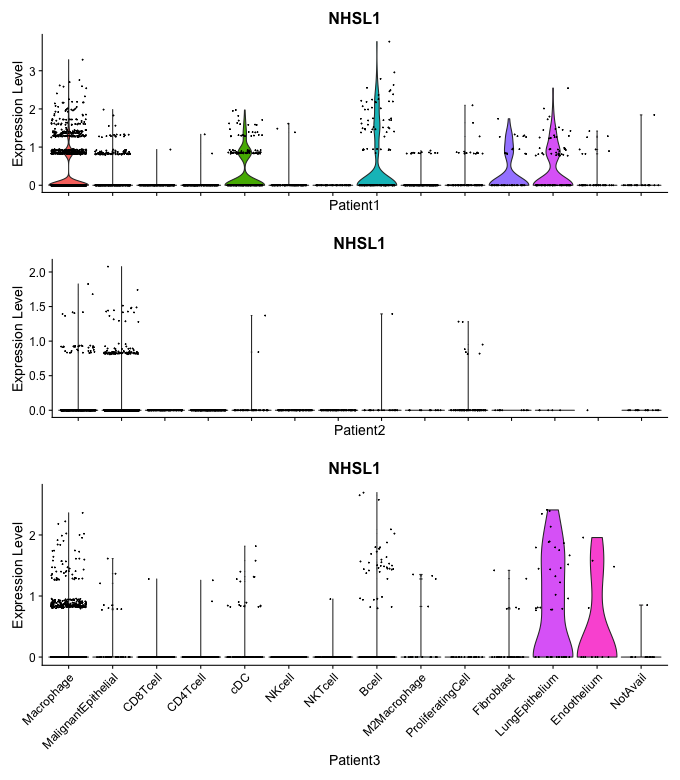 NHSL1
Expression Level
3
2
1
0
Patient1
NHSL1
Expression Level
2.0
1.5
1.0
0.5
0.0
Patient2
NHSL1
Expression Level
2
1
0
Macrophage
MalignantEpithelial
CD8Tcell
CD4Tcell
cDC
NKcell
NKTcell
Bcell
M2Macrophage
ProliferatingCell
Fibroblast
LungEpithelium
Endothelium
NotAvail
Patient3